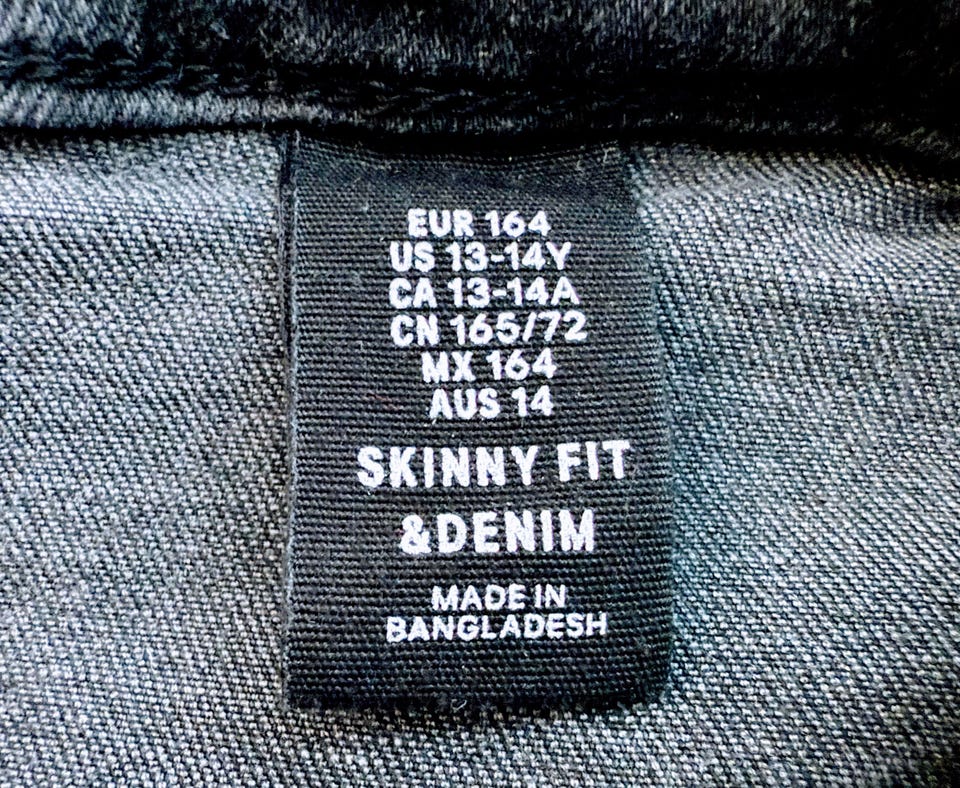 EUR 164
US 13-14Y
CA 13-14A
CN 165/72
MX 164
AUS 14
SKINNY FIT
&DENIM
MADE IN
BANGLADESH